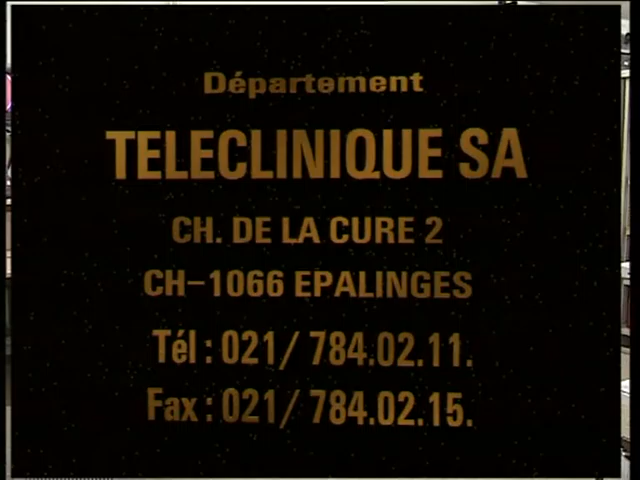 Département
TELECLINIQUE SA
CH. DE LA CURE 2
CH-1066 EPALINGES
Tél : 021/ 784.02.11.
Fax : 021/ 784.02.15.